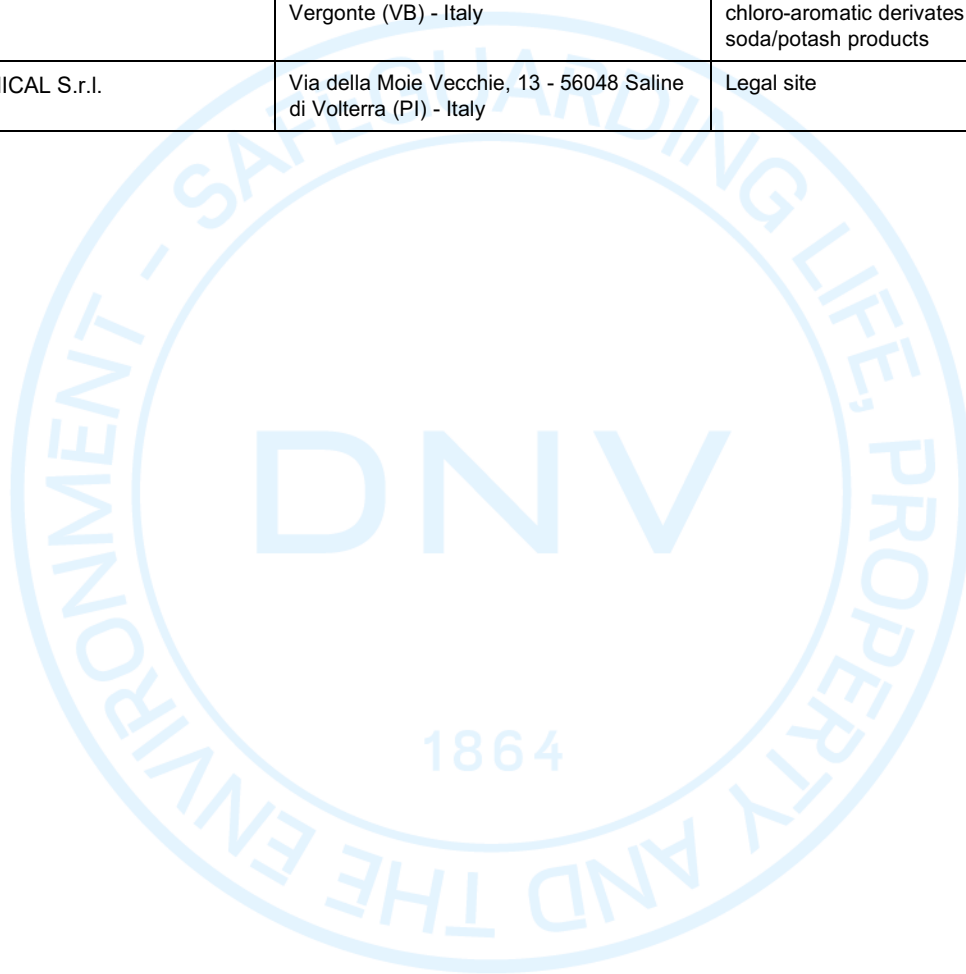 Vergonte (VB) - Italy
chloro-aromatic derivates
soda/potash products
ICAL S.r.l.
Via della Moie Vecchie, 13 - 56048 Saline
di Volterra (PI) - Italy
Legal site
SAFEGUARDING LIFE, PROPERTY AND THE ENVIRONMENT -
DNV
1864